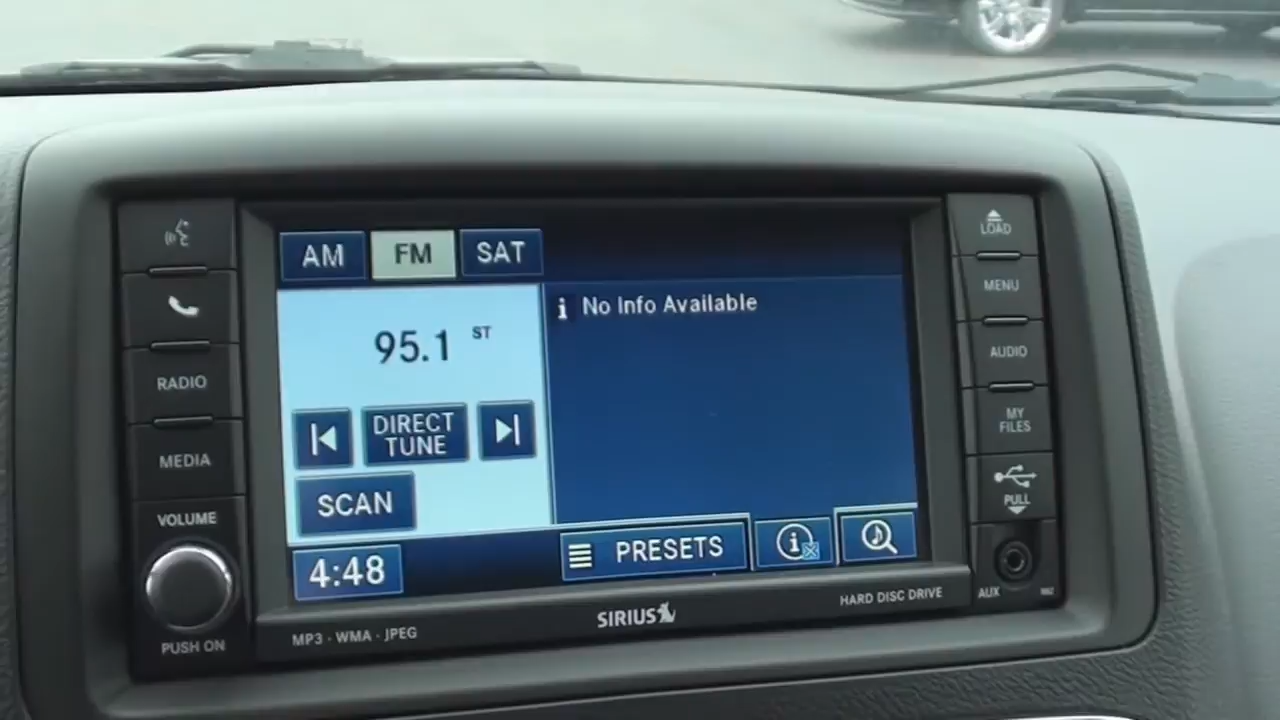 AM FM SAT
95.1 ST
DIRECT
TUNE
SCAN
4:48
i No Info Available
PRESETS
i
RADIO
MEDIA
VOLUME
PUSH ON
LOAD
MENU
AUDIO
MY
FILES
PULL
AUX
MP3 · WMA · JPEG
SIRIUS
HARD DISC DRIVE